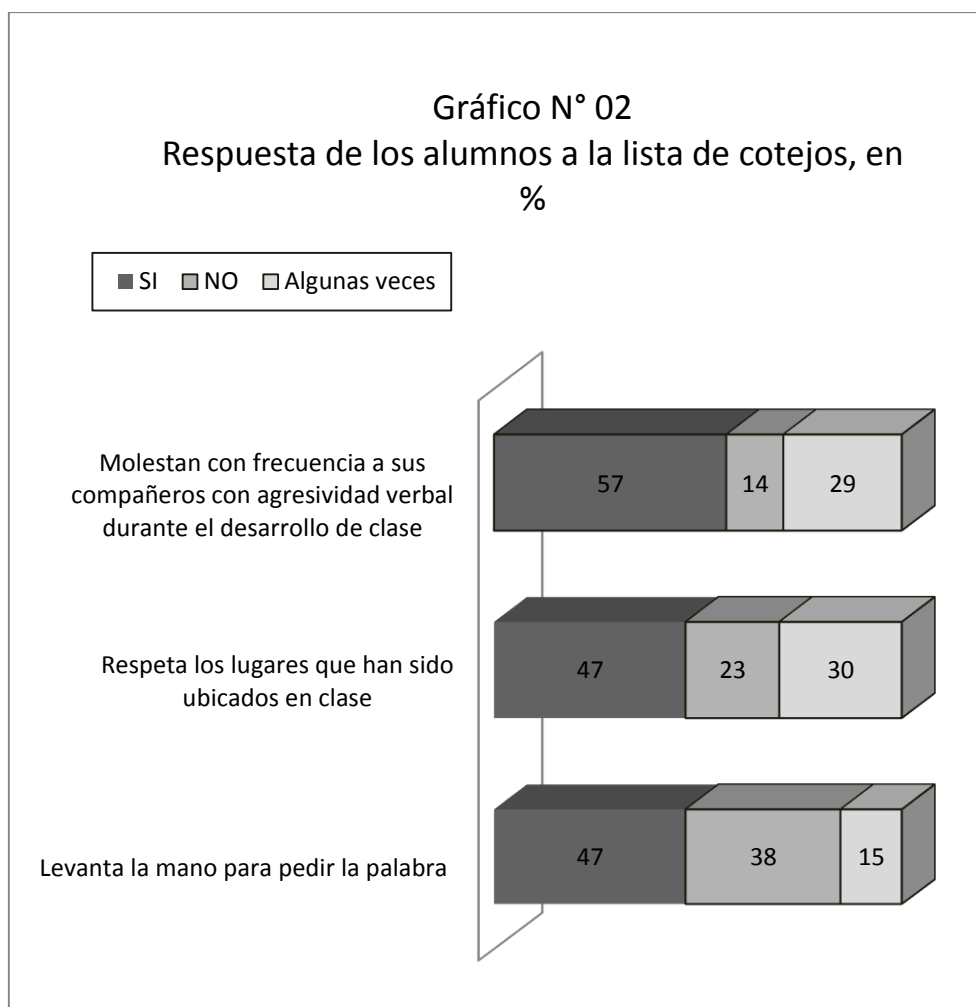 Gráfico N° 02
Respuesta de los alumnos a la lista de cotejos, en
%
SI NO Algunas veces
Molestan con frecuencia a sus
compañeros con agresividad verbal
durante el desarrollo de clase
57 14 29
Respeta los lugares que han sido
ubicados en clase
47 23 30
Levanta la mano para pedir la palabra
47 38 15